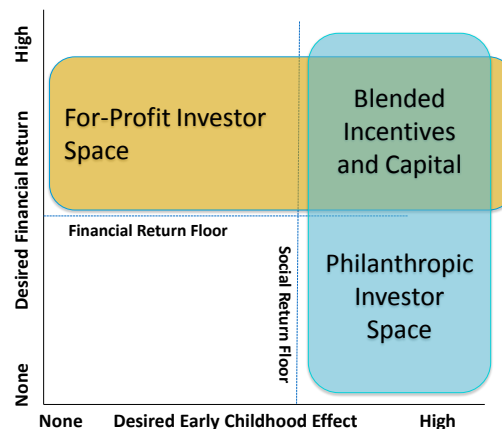 High
Desired Financial Return
None
For-Profit Investor
Space
Blended
Incentives
and Capital
Financial Return Floor
Social Return Floor
Philanthropic
Investor
Space
None Desired Early Childhood Effect High